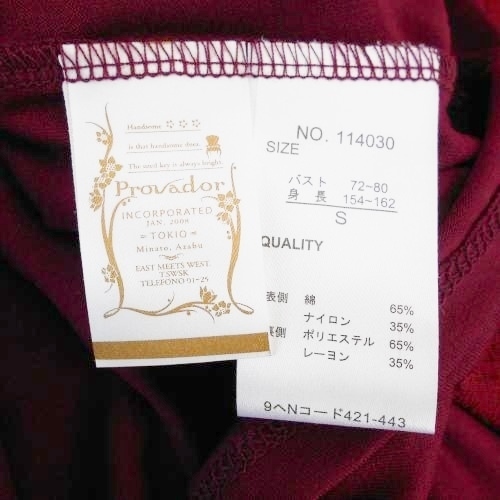 Handsome
is that handsome does.
The used key is always bright.
Provador
INCORPORATED
JAN. 2009
TOKIO
Minato, Azabu
EAST MEETS WEST
T.SWSK
TELEFONO 91-25
NO. 114030
SIZE
バスト 72~80
身長 154~162
S
QUALITY
表側 綿 65%
ナイロン 35%
裏側 ポリエステル 65%
レーヨン 35%
9ヘNコード421-443